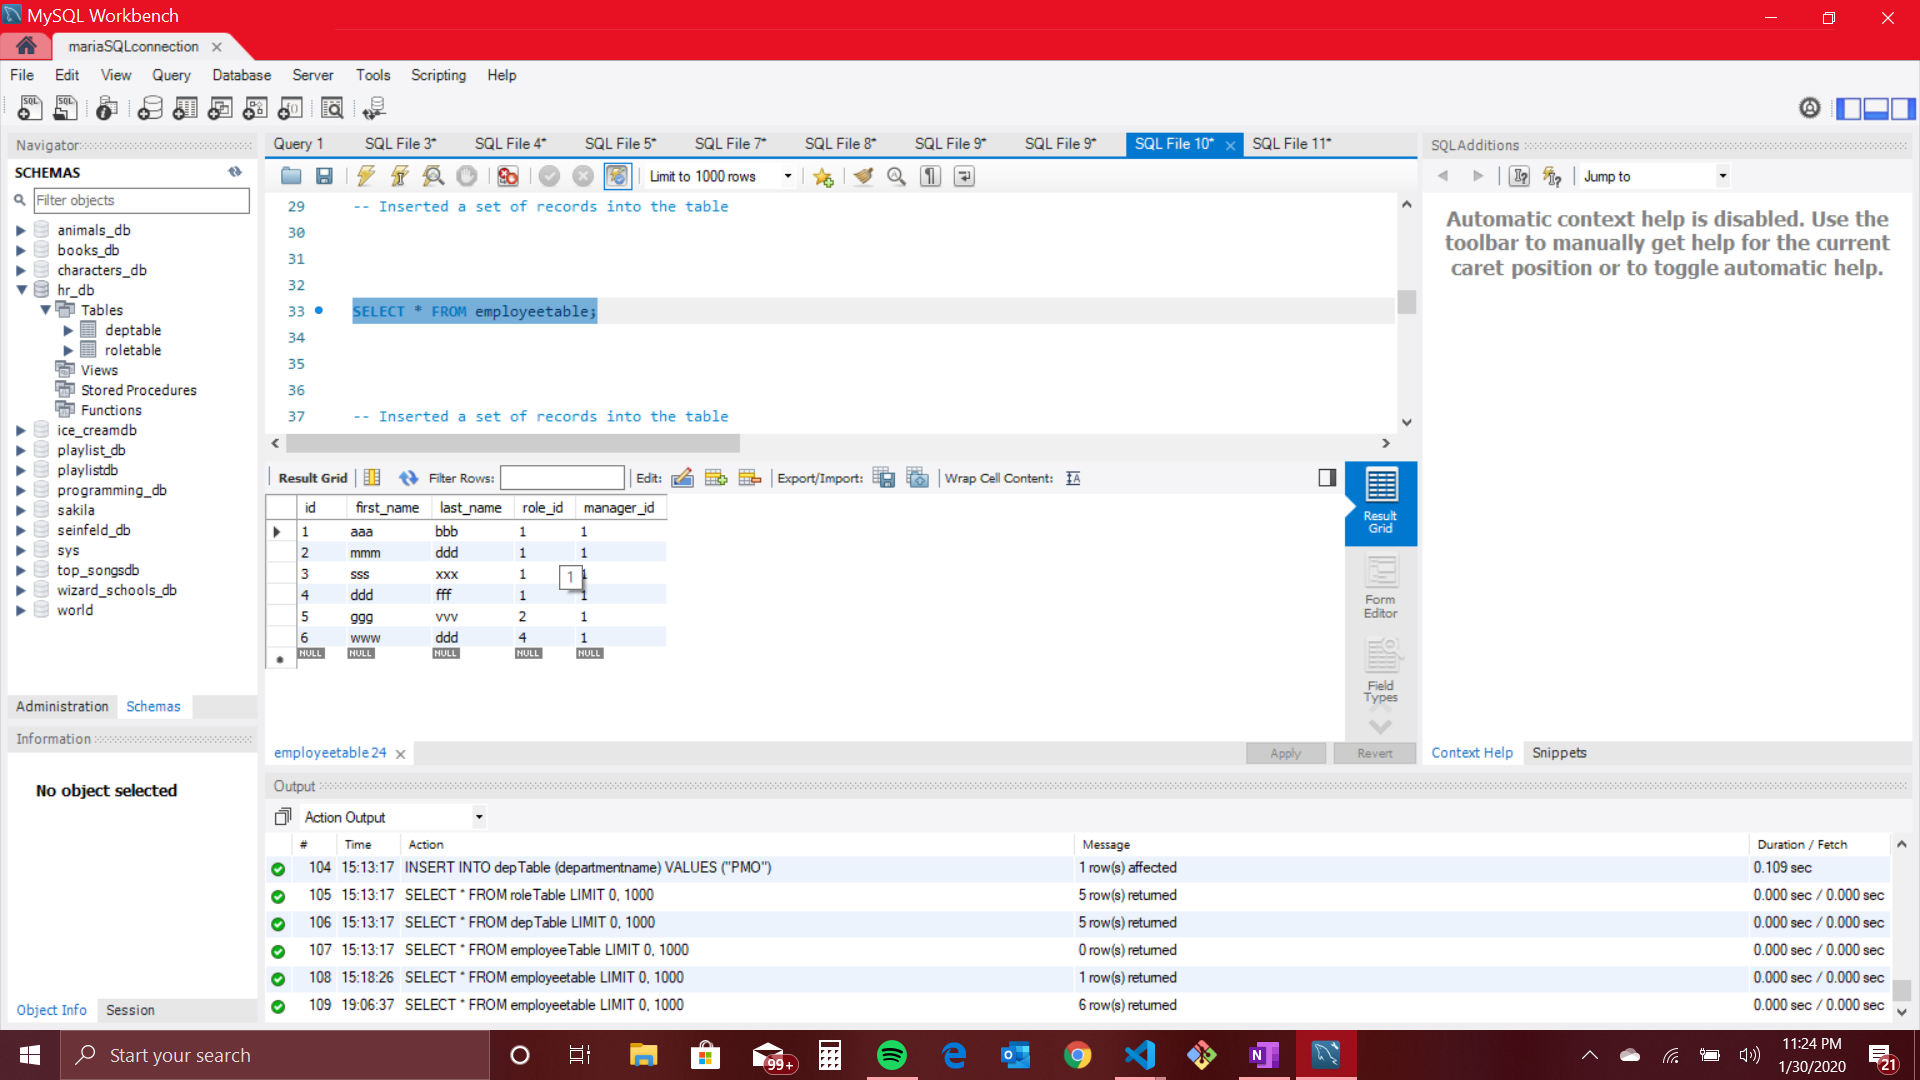 MySQL Workbench
mariaSQLconnection
File Edit View Query Database Server Tools Scripting Help
Navigator
SCHEMAS
Filter objects
animals_db
books_db
characters_db
hr_db
Tables
deptable
roletable
Views
Stored Procedures
Functions
ice_creamdb
playlist_db
playlistdb
programming_db
sakila
seinfeld_db
sys
top_songsdb
wizard_schools_db
world
Administration Schemas
Information
No object selected
Object Info Session
Query 1 SQL File 3* SQL File 4* SQL File 5* SQL File 7* SQL File 8* SQL File 9* SQL File 9* SQL File 10* SQL File 11*
Limit to 1000 rows
29 -- Inserted a set of records into the table
30
31
32
33 SELECT * FROM employeetable;
34
35
36
37 -- Inserted a set of records into the table
Result Grid Filter Rows: Edit: Export/Import: Wrap Cell Content:
id first_name last_name role_id manager_id
1 aaa bbb 1 1
2 mmm ddd 1 1
3 sss xxx 1 1
4 ddd fff 1 1
5 ggg vvv 2 1
6 www ddd 4 1
NULL NULL NULL NULL NULL
1
Result
Grid
Form
Editor
Field
Types
employeetable 24
Apply Revert
SQLAdditions
Jump to
Automatic context help is disabled. Use the
toolbar to manually get help for the current
caret position or to toggle automatic help.
Context Help Snippets
Output
Action Output
# Time Action Message Duration / Fetch
104 15:13:17 INSERT INTO depTable (departmentname) VALUES ("PMO") 1 row(s) affected 0.109 sec
105 15:13:17 SELECT * FROM roleTable LIMIT 0, 1000 5 row(s) returned 0.000 sec / 0.000 sec
106 15:13:17 SELECT * FROM depTable LIMIT 0, 1000 5 row(s) returned 0.000 sec / 0.000 sec
107 15:13:17 SELECT * FROM employeeTable LIMIT 0, 1000 0 row(s) returned 0.000 sec / 0.000 sec
108 15:18:26 SELECT * FROM employeetable LIMIT 0, 1000 1 row(s) returned 0.000 sec / 0.000 sec
109 19:06:37 SELECT * FROM employeetable LIMIT 0, 1000 6 row(s) returned 0.000 sec / 0.000 sec
Start your search
99+
11:24 PM
1/30/2020
21